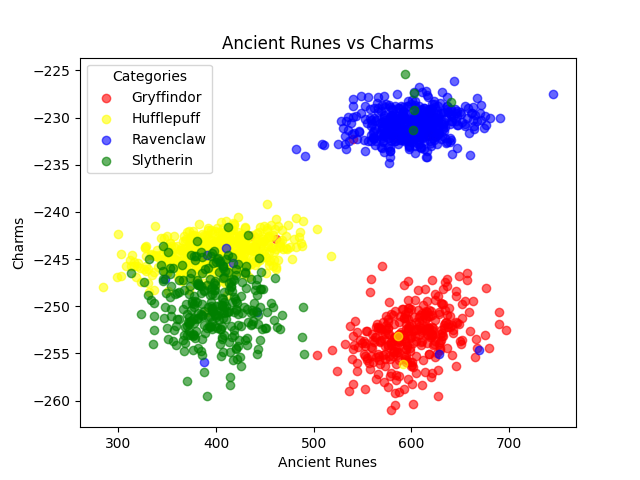 Ancient Runes vs Charms
Categories
Gryffindor
Hufflepuff
Ravenclaw
Slytherin
−225
−230
−235
−240
−245
−250
−255
−260
Charms
300 400 500 600 700
Ancient Runes